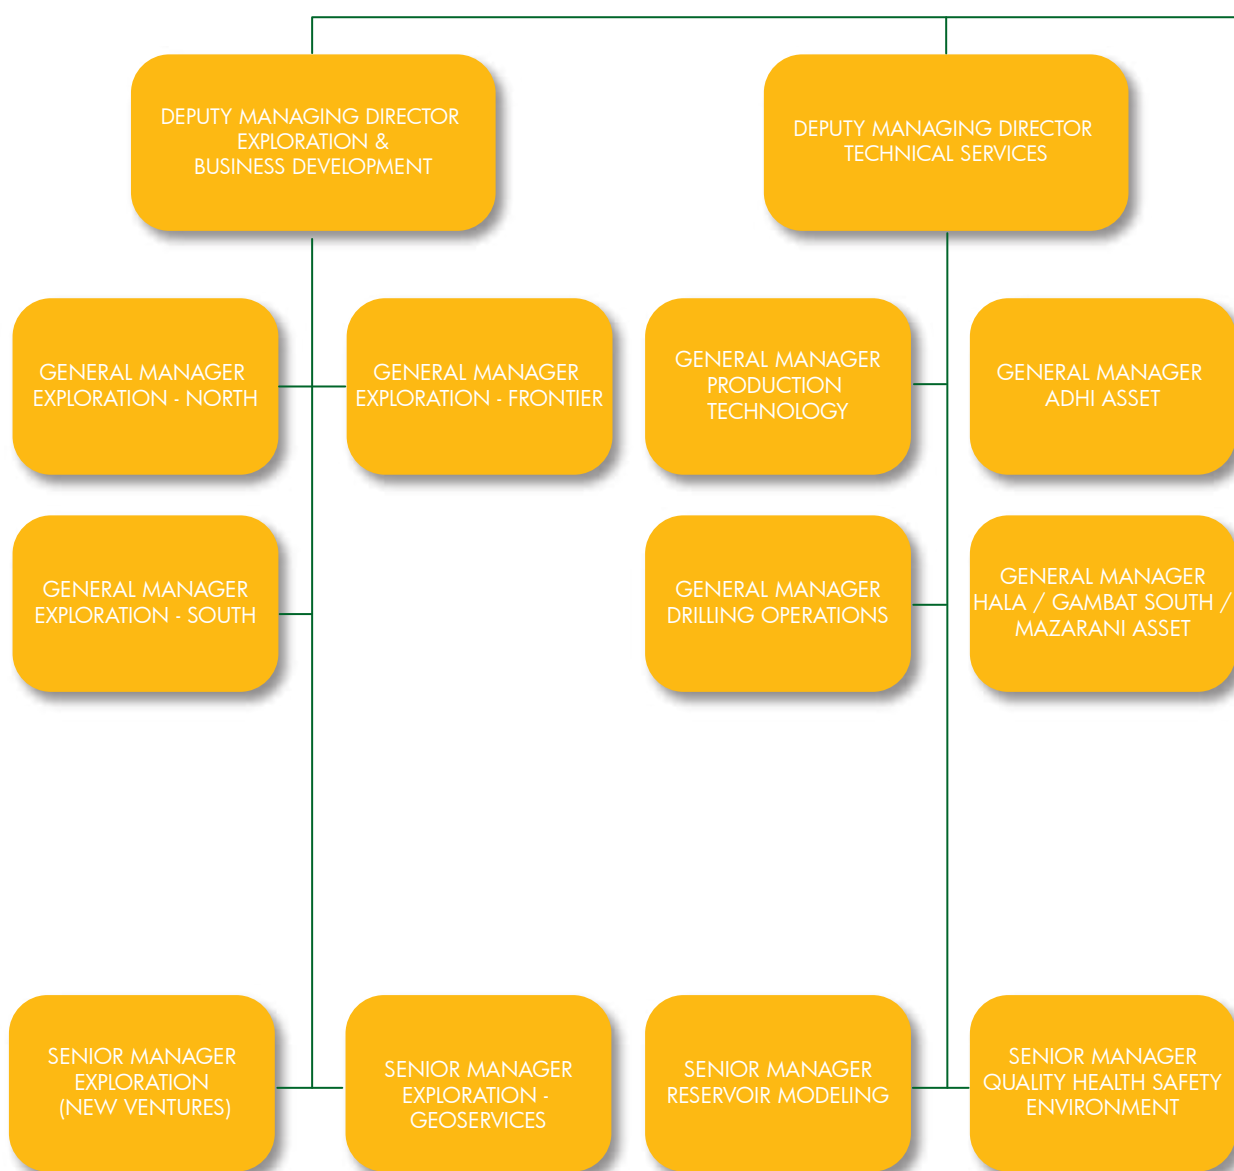 DEPUTY MANAGING DIRECTOR
EXPLORATION &
BUSINESS DEVELOPMENT
DEPUTY MANAGING DIRECTOR
TECHNICAL SERVICES
GENERAL MANAGER
EXPLORATION - NORTH
GENERAL MANAGER
EXPLORATION - FRONTIER
GENERAL MANAGER
PRODUCTION
TECHNOLOGY
GENERAL MANAGER
ADHI ASSET
GENERAL MANAGER
EXPLORATION - SOUTH
GENERAL MANAGER
DRILLING OPERATIONS
GENERAL MANAGER
HALA / GAMBAT SOUTH /
MAZARANI ASSET
SENIOR MANAGER
EXPLORATION
(NEW VENTURES)
SENIOR MANAGER
EXPLORATION -
GEOSERVICES
SENIOR MANAGER
RESERVOIR MODELING
SENIOR MANAGER
QUALITY HEALTH SAFETY
ENVIRONMENT